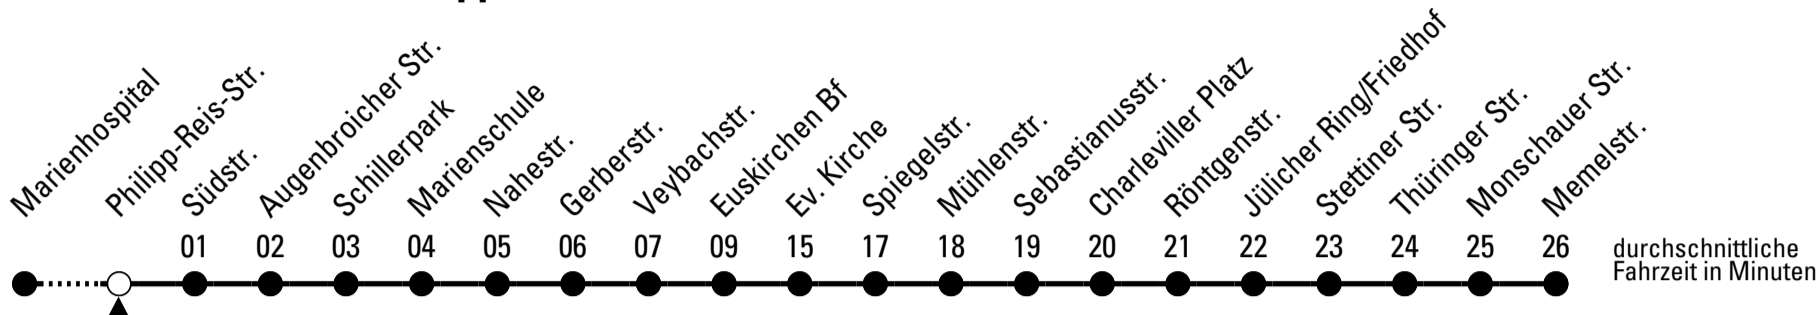 Marienhospital
Philipp-Reis-Str.
Südstr.
Augenbroicher Str.
Schillerpark
Marienschule
Nahestr.
Gerberstr.
Veybachstr.
Euskirchen Bf
Ev. Kirche
Spiegelstr.
Mühlenstr.
Sebastianusstr.
Charleviller Platz
Röntgenstr.
Jülicher Ring/Friedhof
Stettiner Str.
Thüringer Str.
Monschauer Str.
Memelstr.
01 02 03 04 05 06 07 09 15 17 18 19 20 21 22 23 24 25 26
durchschnittliche
Fahrzeit in Minuten